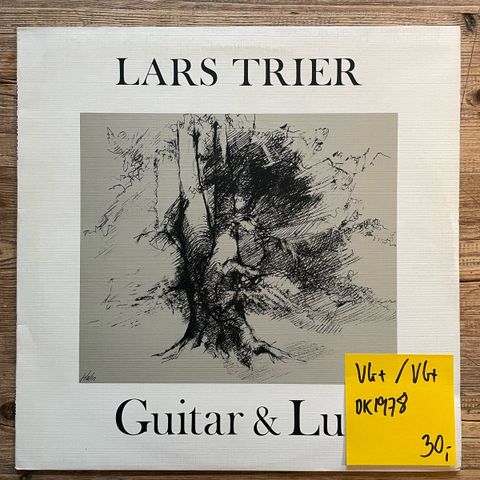 LARS TRIER
Guitar & Lu
VG+ / VG+
DK 1978
30,-